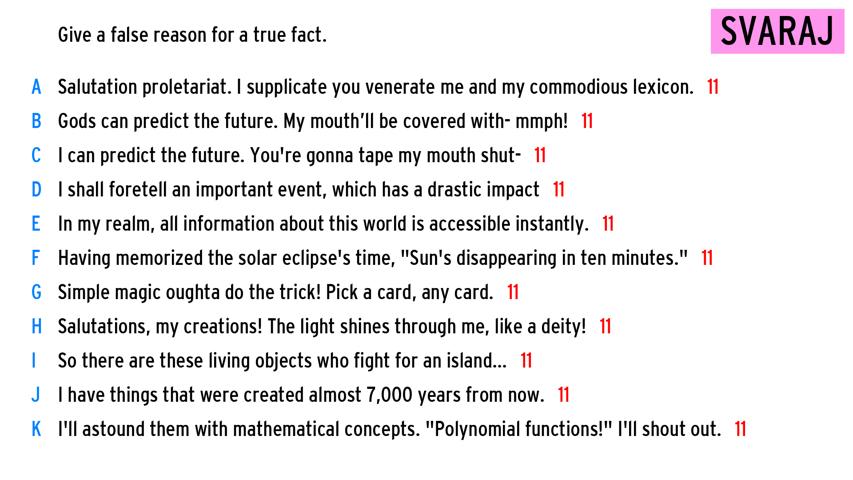 Give a false reason for a true fact.
SVARAJ
A Salutation proletariat. I supplicate you venerate me and my commodious lexicon. 11
B Gods can predict the future. My mouth'll be covered with- mmph! 11
C I can predict the future. You're gonna tape my mouth shut- 11
D I shall foretell an important event, which has a drastic impact 11
E In my realm, all information about this world is accessible instantly. 11
F Having memorized the solar eclipse's time, "Sun's disappearing in ten minutes." 11
G Simple magic oughta do the trick! Pick a card, any card. 11
H Salutations, my creations! The light shines through me, like a deity! 11
I So there are these living objects who fight for an island... 11
J I have things that were created almost 7,000 years from now. 11
K I'll astound them with mathematical concepts. "Polynomial functions!" I'll shout out. 11